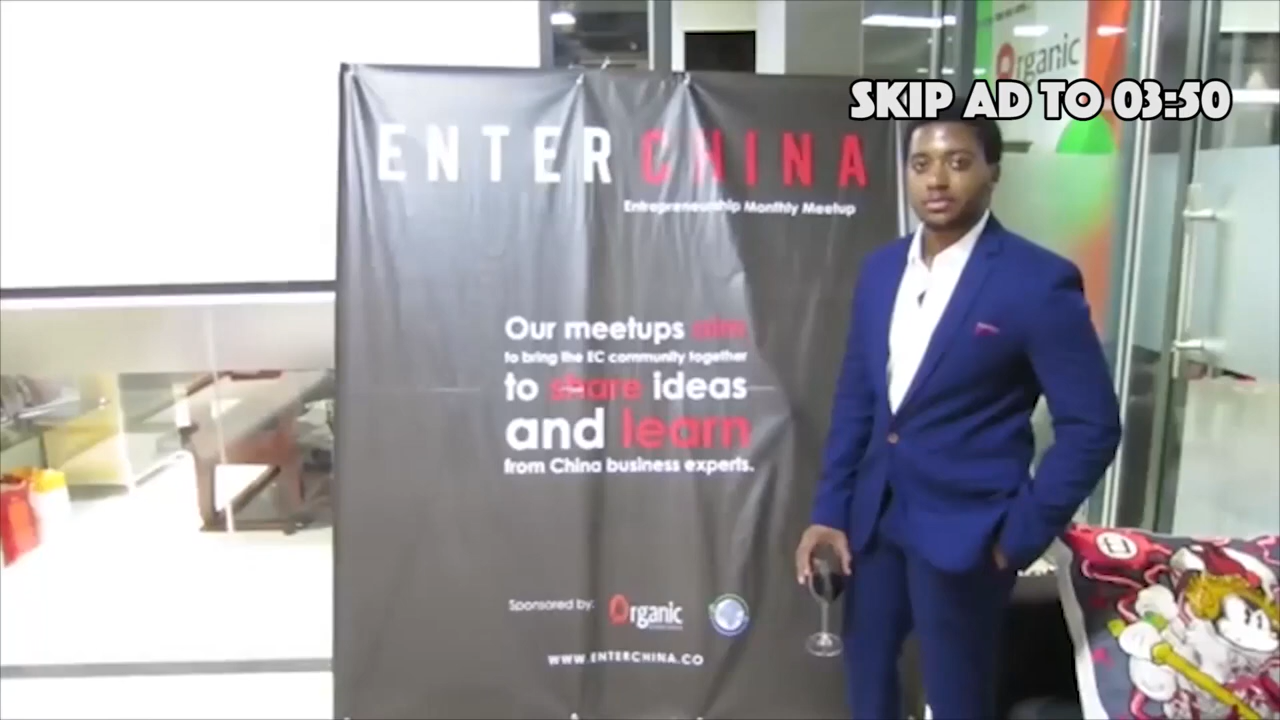 Organic
SKIP AD TO 03:50
ENTER CHINA
Entrepreneurship Monthly Meetup
Our meetups aim
to bring the EC community together
to share ideas
and learn
from China business experts.
Sponsored by: Organic
WWW.ENTERCHINA.CO